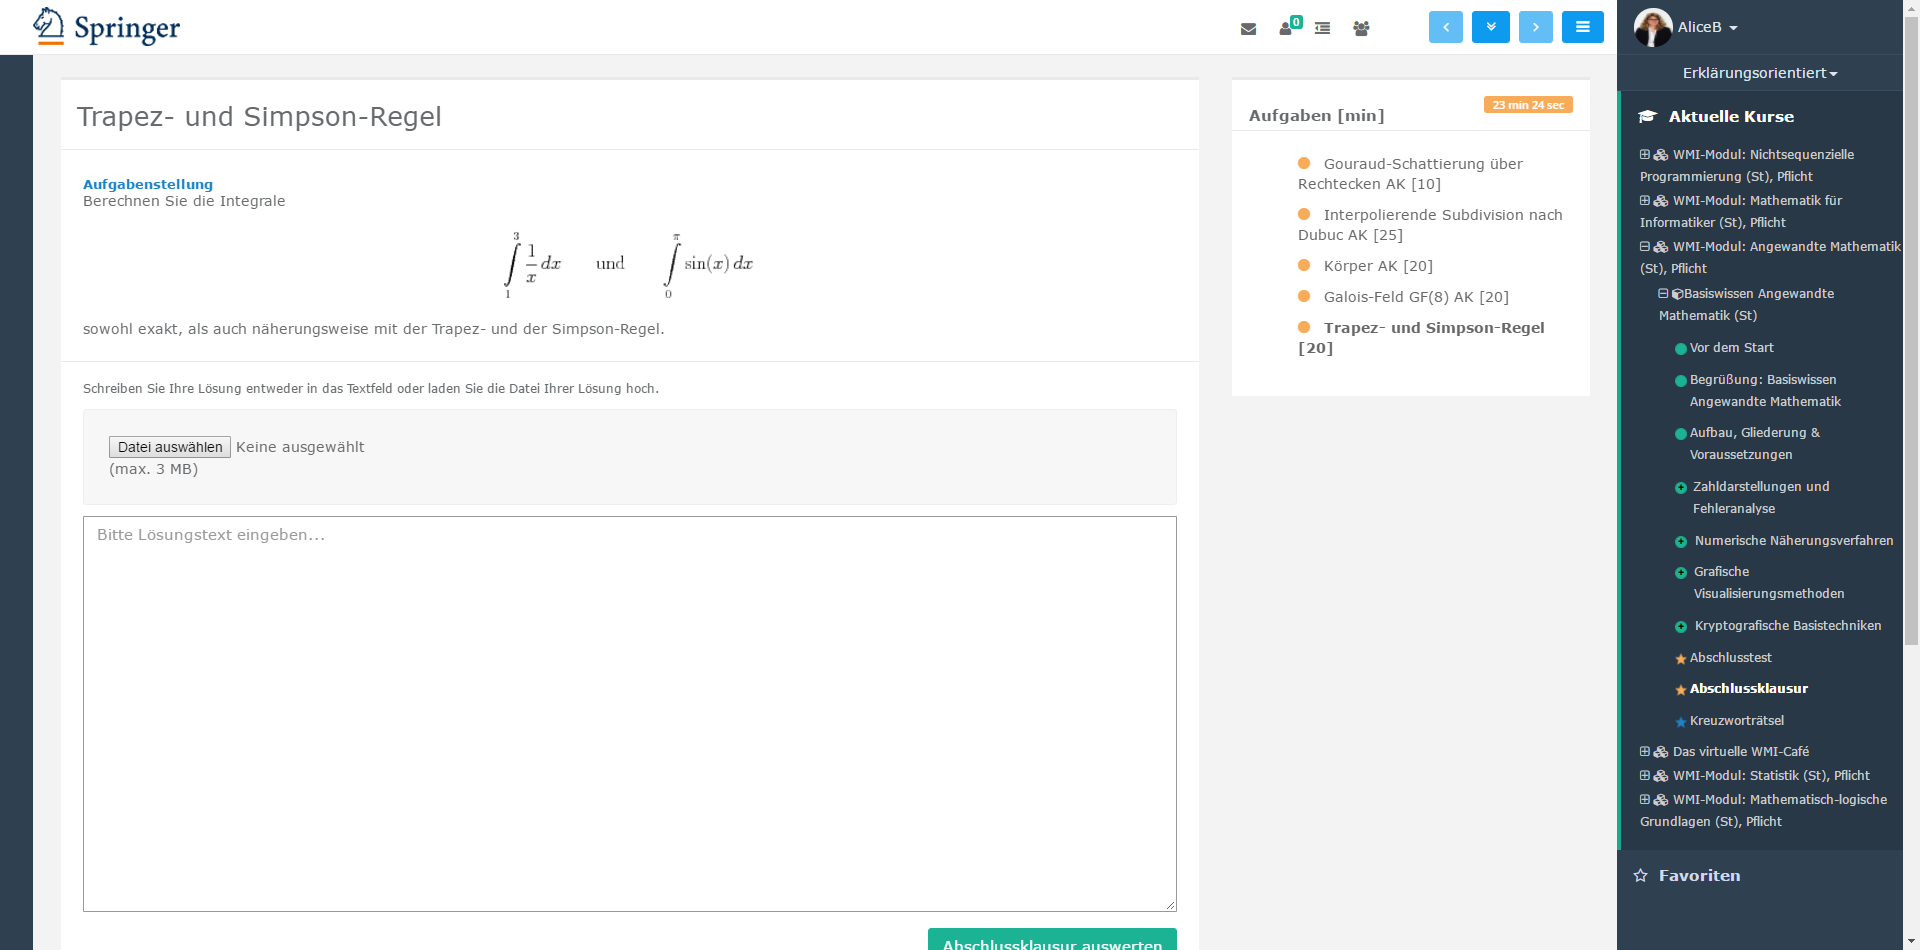 Springer
0
AliceB
Erklärungsorientiert
Trapez- und Simpson-Regel
Aufgabenstellung
Berechnen Sie die Integrale
3
∫ 1/x dx und ∫ sin(x) dx
1
π
0
sowohl exakt, als auch näherungsweise mit der Trapez- und der Simpson-Regel.
Schreiben Sie Ihre Lösung entweder in das Textfeld oder laden Sie die Datei Ihrer Lösung hoch.
Datei auswählen Keine ausgewählt
(max. 3 MB)
Bitte Lösungstext eingeben...
Abschlussklausur auswerten
23 min 24 sec
Aufgaben [min]
Gouraud-Schattierung über
Rechtecken AK [10]
Interpolierende Subdivision nach
Dubuc AK [25]
Körper AK [20]
Galois-Feld GF(8) AK [20]
Trapez- und Simpson-Regel
[20]
Aktuelle Kurse
WMI-Modul: Nichtsequenzielle
Programmierung (St), Pflicht
WMI-Modul: Mathematik für
Informatiker (St), Pflicht
WMI-Modul: Angewandte Mathematik
(St), Pflicht
Basiswissen Angewandte
Mathematik (St)
Vor dem Start
Begrüßung: Basiswissen
Angewandte Mathematik
Aufbau, Gliederung &
Voraussetzungen
Zahldarstellungen und
Fehleranalyse
Numerische Näherungsverfahren
Grafische
Visualisierungsmethoden
Kryptografische Basistechniken
Abschlusstest
Abschlussklausur
Kreuzworträtsel
Das virtuelle WMI-Café
WMI-Modul: Statistik (St), Pflicht
WMI-Modul: Mathematisch-logische
Grundlagen (St), Pflicht
Favoriten